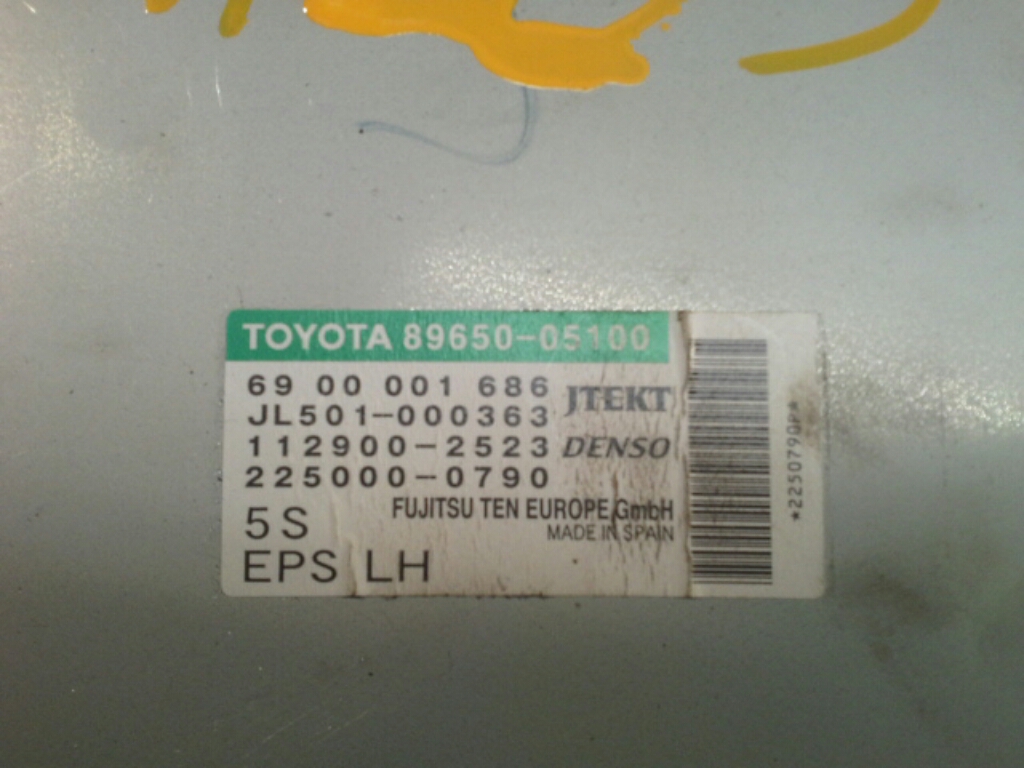 TOYOTA 89650-05100
69 00 001 686
JL501-000363
JTEKT
112900-2523
DENSO
225000-0790
FUJITSU TEN EUROPE GmbH
5S
MADE IN SPAIN
EPS LH
*2250790P*